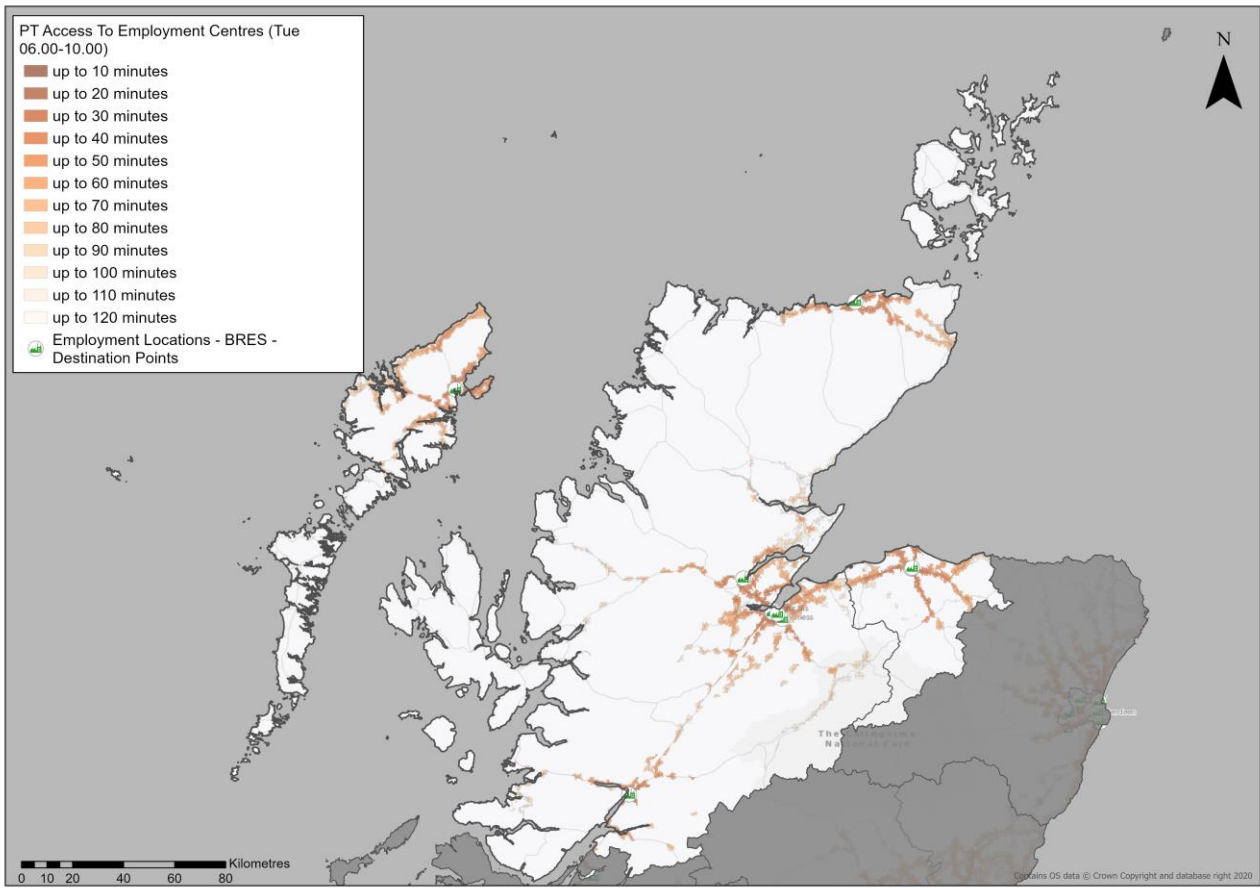 PT Access To Employment Centres (Tue
06.00-10.00)
up to 10 minutes
up to 20 minutes
up to 30 minutes
up to 40 minutes
up to 50 minutes
up to 60 minutes
up to 70 minutes
up to 80 minutes
up to 90 minutes
up to 100 minutes
up to 110 minutes
up to 120 minutes
Employment Locations - BRES -
Destination Points
N
National Park
Kilometres
0 10 20 40 60 80
Contains OS data © Crown Copyright and database right 2020